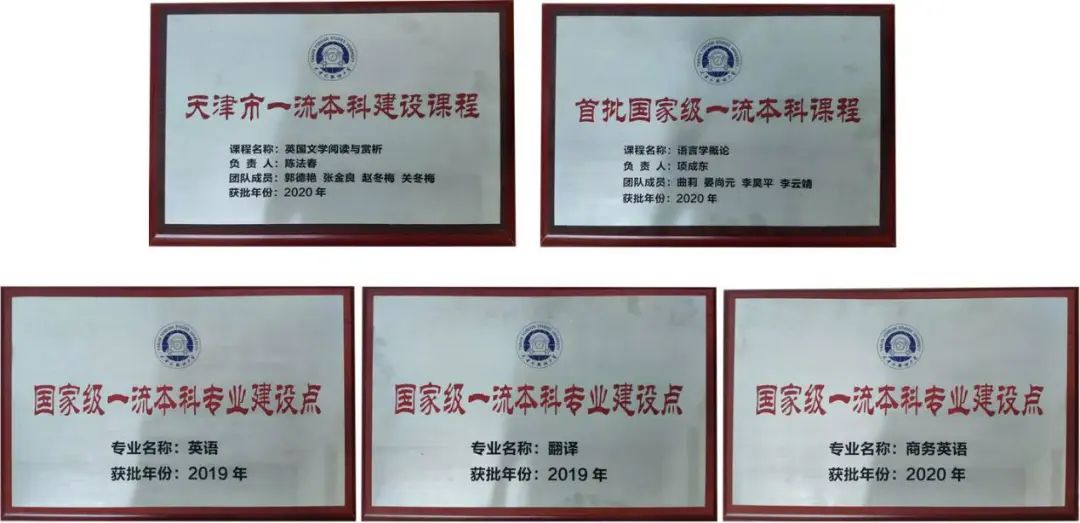 天津市一流本科建设课程
课程名称：英国文学阅读与赏析
负 责 人：陈法春
团队成员：郭德艳 张金良 赵冬梅 关冬梅
获批年份：2020 年
首批国家级一流本科课程
课程名称：语言学概论
负 责 人：项成东
团队成员：曲莉 晏尚元 李昊平 李云婧
获批年份：2020 年
国家级一流本科专业建设点
专业名称：英语
获批年份：2019 年
国家级一流本科专业建设点
专业名称：翻译
获批年份：2019 年
国家级一流本科专业建设点
专业名称：商务英语
获批年份：2020 年